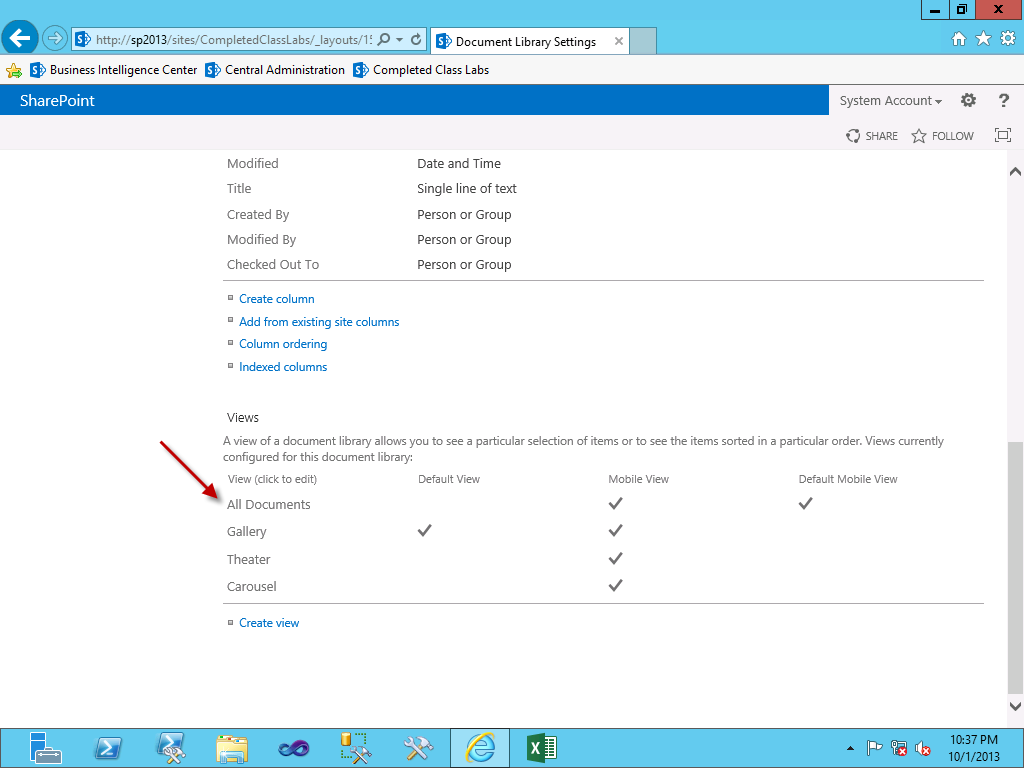 http://sp2013/sites/CompletedClassLabs/_layouts/15
Document Library Settings
Business Intelligence Center
Central Administration
Completed Class Labs
SharePoint
System Account
?
SHARE
FOLLOW
Modified Date and Time
Title Single line of text
Created By Person or Group
Modified By Person or Group
Checked Out To Person or Group
Create column
Add from existing site columns
Column ordering
Indexed columns
Views
A view of a document library allows you to see a particular selection of items or to see the items sorted in a particular order. Views currently
configured for this document library:
View (click to edit) Default View Mobile View Default Mobile View
All Documents
Gallery
Theater
Carousel
Create view
10:37 PM
10/1/2013